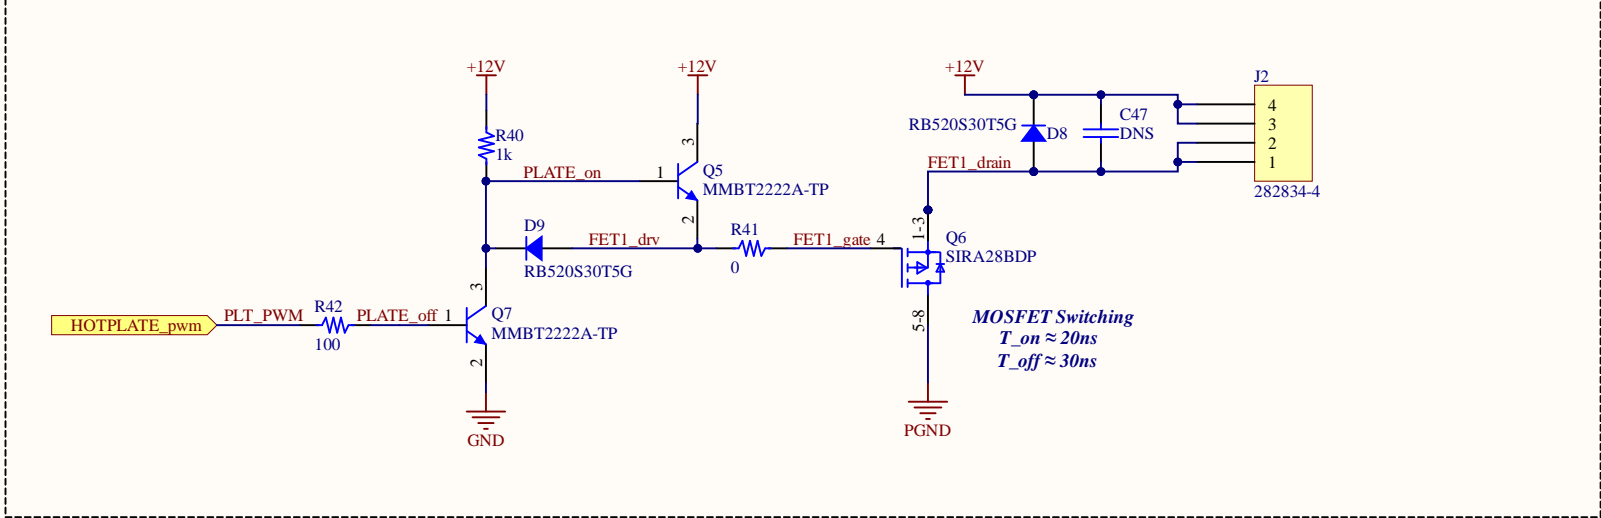 +12V
+12V
+12V
J2
R40
1k
PLATE_on
1
3
Q5
MMBT2222A-TP
2
RB520S30T5G
D8
C47
DNS
4
3
2
1
282834-4
FET1_drain
D9
RB520S30T5G
FET1_drv
R41
0
FET1_gate
4
1-3
Q6
SIRA28BDP
5-8
HOTPLATE_pwm
PLT_PWM
R42
100
PLATE_off
1
3
Q7
MMBT2222A-TP
2
MOSFET Switching
T_on ≈ 20ns
T_off ≈ 30ns
GND
PGND